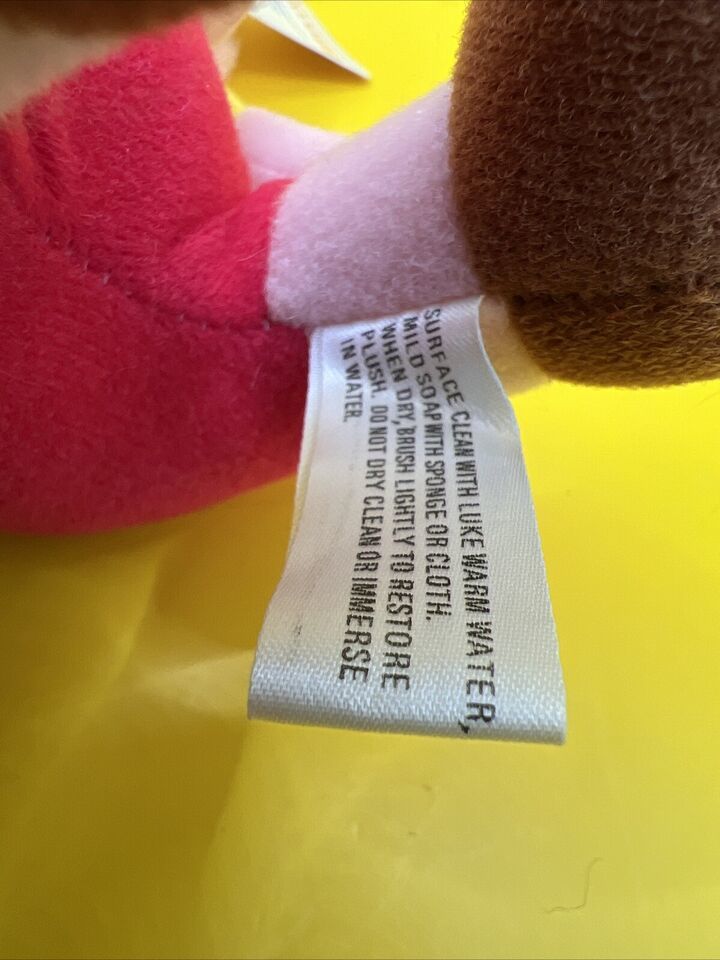 SURFACE CLEAN WITH LUKE WARM WATER,
MILD SOAP WITH SPONGE OR CLOTH.
WHEN DRY, BRUSH LIGHTLY TO RESTORE
PLUSH. DO NOT DRY CLEAN OR IMMERSE
IN WATER.